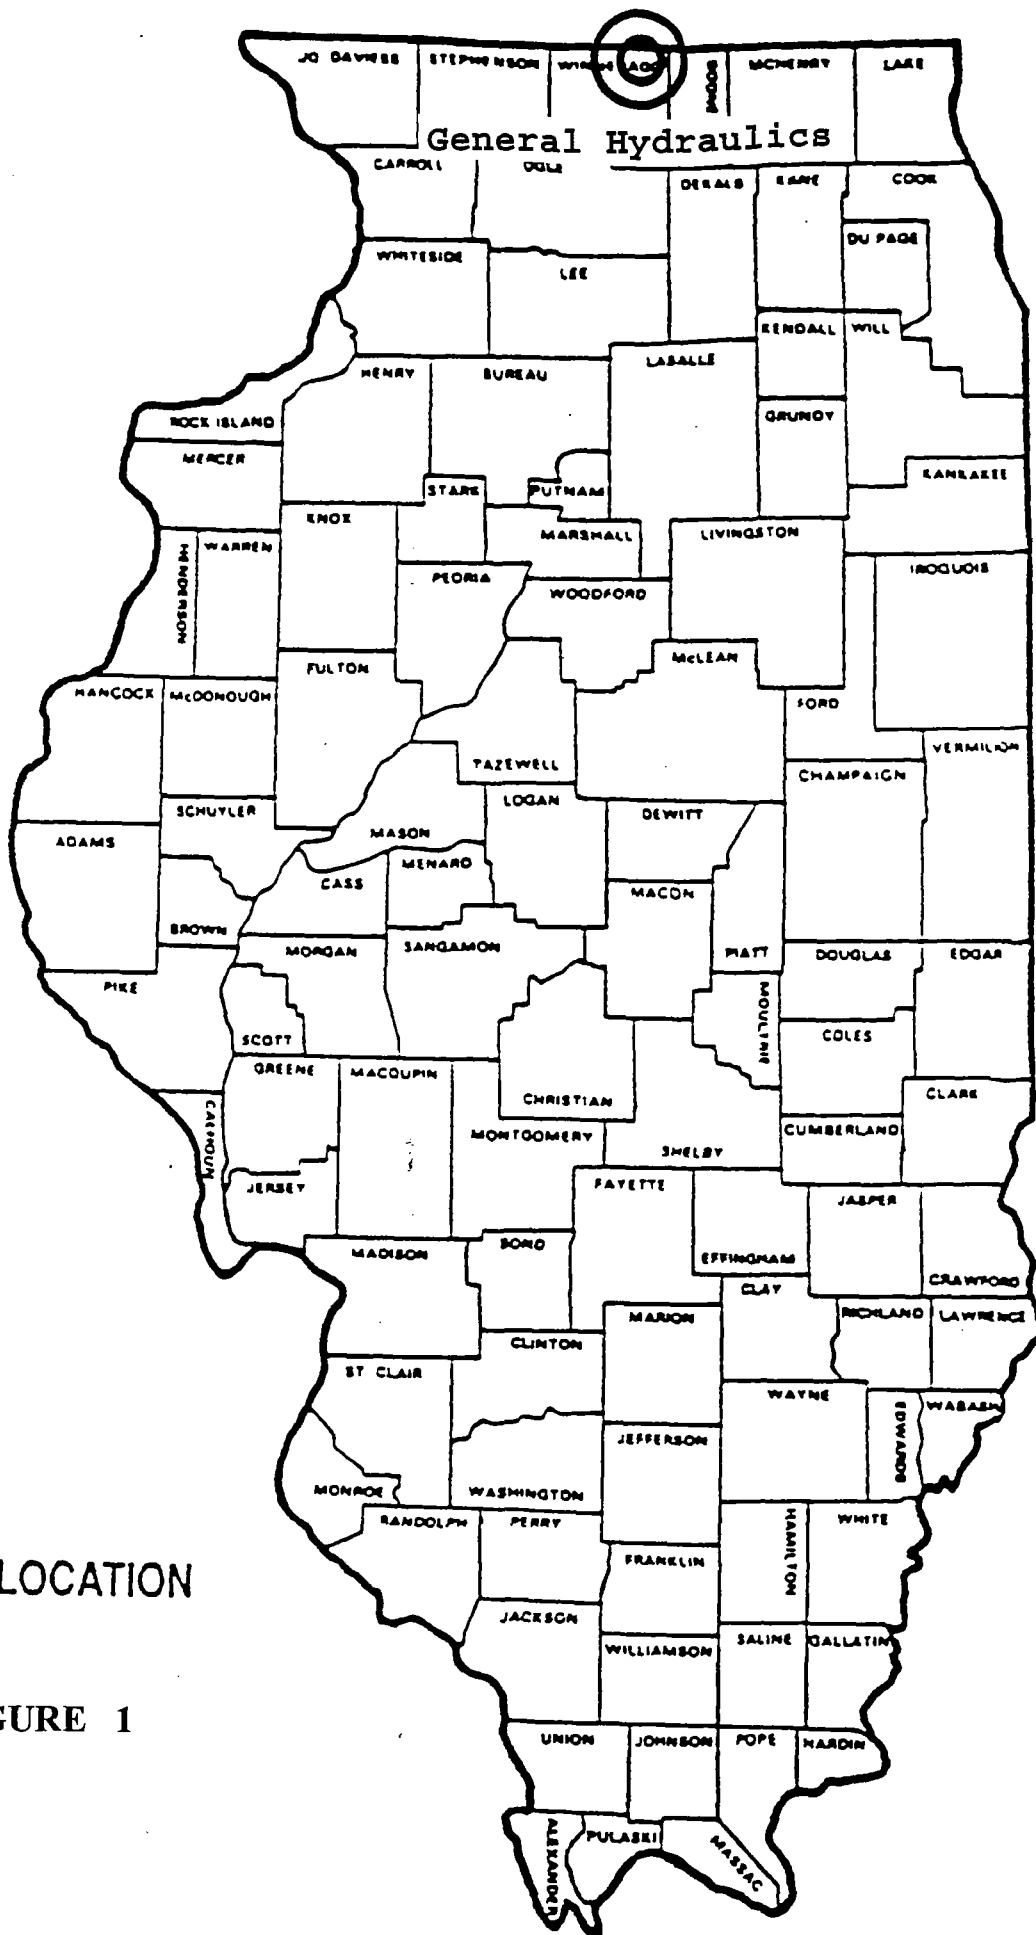 JO DAVIESS STEPHENSON MCHENRY LAKE
BOONE
General Hydraulics
CARROLL DEKALB KANE COOK
DU PAGE
WHITESIDE LEE
KENDALL WILL
HENRY BUREAU LASALLE
ROCK ISLAND GRUNDY
MERCER KANKAKEE
STARK PUTNAM
KNOX
WARREN MARSHALL LIVINGSTON
HENDERSON PEORIA WOODFORD IROQUOIS
FULTON McLEAN
HANCOCK McDONOUGH FORD
VERMILION
TAZEWELL CHAMPAIGN
SCHUYLER LOGAN DEWITT
ADAMS MASON
CASS MENARD MACON
BROWN MORGAN SANGAMON PIATT DOUGLAS EDGAR
PIKE MOULTRIE
SCOTT COLES
GREENE MACOUPIN
CHRISTIAN CLARK
CALHOUN MONTGOMERY CUMBERLAND
SHELBY
JERSEY FAYETTE JASPER
MADISON BOND EFFINGHAM
CLAY CRAWFORD
MARION RICHLAND LAWRENCE
CLINTON
ST CLAIR WAYNE
EDWARDS WABASH
JEFFERSON
MONROE WASHINGTON
RANDOLPH PERRY HAMILTON WHITE
FRANKLIN
LOCATION
JACKSON
WILLIAMSON SALINE GALLATIN
GURE 1
UNION JOHNSON POPE HARDIN
ALEXANDER PULASKI MASSAC